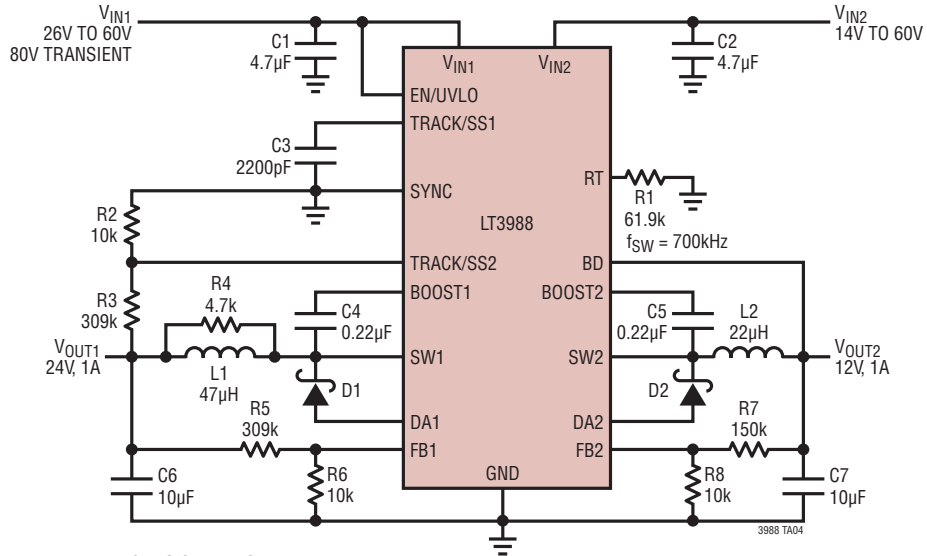 VIN1
26V TO 60V
80V TRANSIENT
C1
4.7µF
VIN2
14V TO 60V
C2
4.7µF
VIN1
VIN2
EN/UVLO
TRACK/SS1
C3
2200pF
SYNC
RT
R1
61.9k
fSW = 700kHz
LT3988
R2
10k
TRACK/SS2
BD
R3
309k
R4
4.7k
BOOST1
BOOST2
C4
0.22µF
C5
0.22µF
L2
22µH
VOUT1
24V, 1A
L1
47µH
SW1
SW2
VOUT2
12V, 1A
D1
D2
DA1
DA2
R5
309k
R7
150k
FB1
FB2
C6
10µF
R6
10k
GND
R8
10k
C7
10µF
3988 TA04